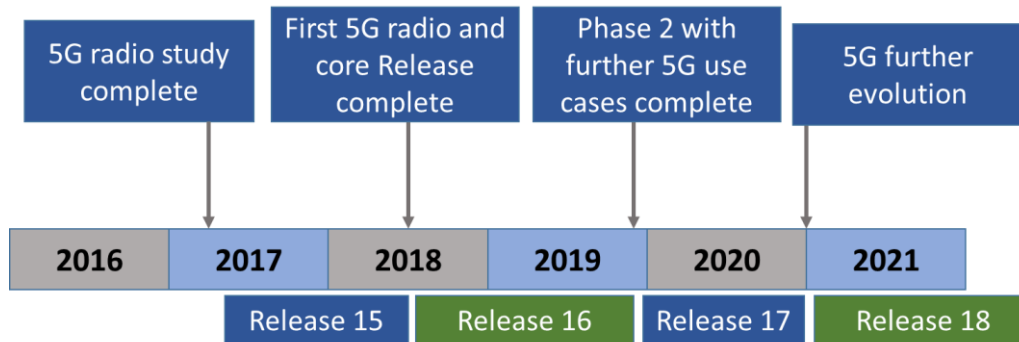 5G radio study
complete
First 5G radio and
core Release
complete
Phase 2 with
further 5G use
cases complete
5G further
evolution
2016
2017
2018
2019
2020
2021
Release 15
Release 16
Release 17
Release 18